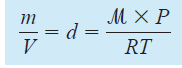 m/V = d = ℳ × P/RT